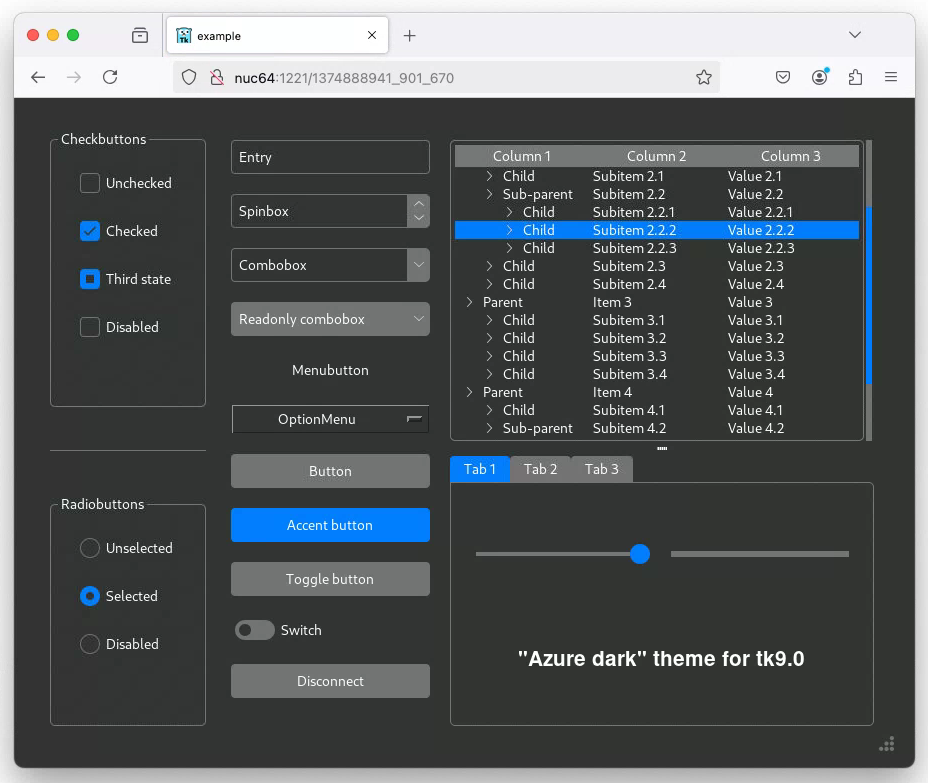 example
nuc64:1221/1374888941_901_670
Checkbuttons
Unchecked
Checked
Third state
Disabled
Radiobuttons
Unselected
Selected
Disabled
Entry
Spinbox
Combobox
Readonly combobox
Menubutton
OptionMenu
Button
Accent button
Toggle button
Switch
Disconnect
Column 1 Column 2 Column 3
Child Subitem 2.1 Value 2.1
Sub-parent Subitem 2.2 Value 2.2
Child Subitem 2.2.1 Value 2.2.1
Child Subitem 2.2.2 Value 2.2.2
Child Subitem 2.2.3 Value 2.2.3
Child Subitem 2.3 Value 2.3
Child Subitem 2.4 Value 2.4
Parent Item 3 Value 3
Child Subitem 3.1 Value 3.1
Child Subitem 3.2 Value 3.2
Child Subitem 3.3 Value 3.3
Child Subitem 3.4 Value 3.4
Parent Item 4 Value 4
Child Subitem 4.1 Value 4.1
Sub-parent Subitem 4.2 Value 4.2
Tab 1 Tab 2 Tab 3
"Azure dark" theme for tk9.0